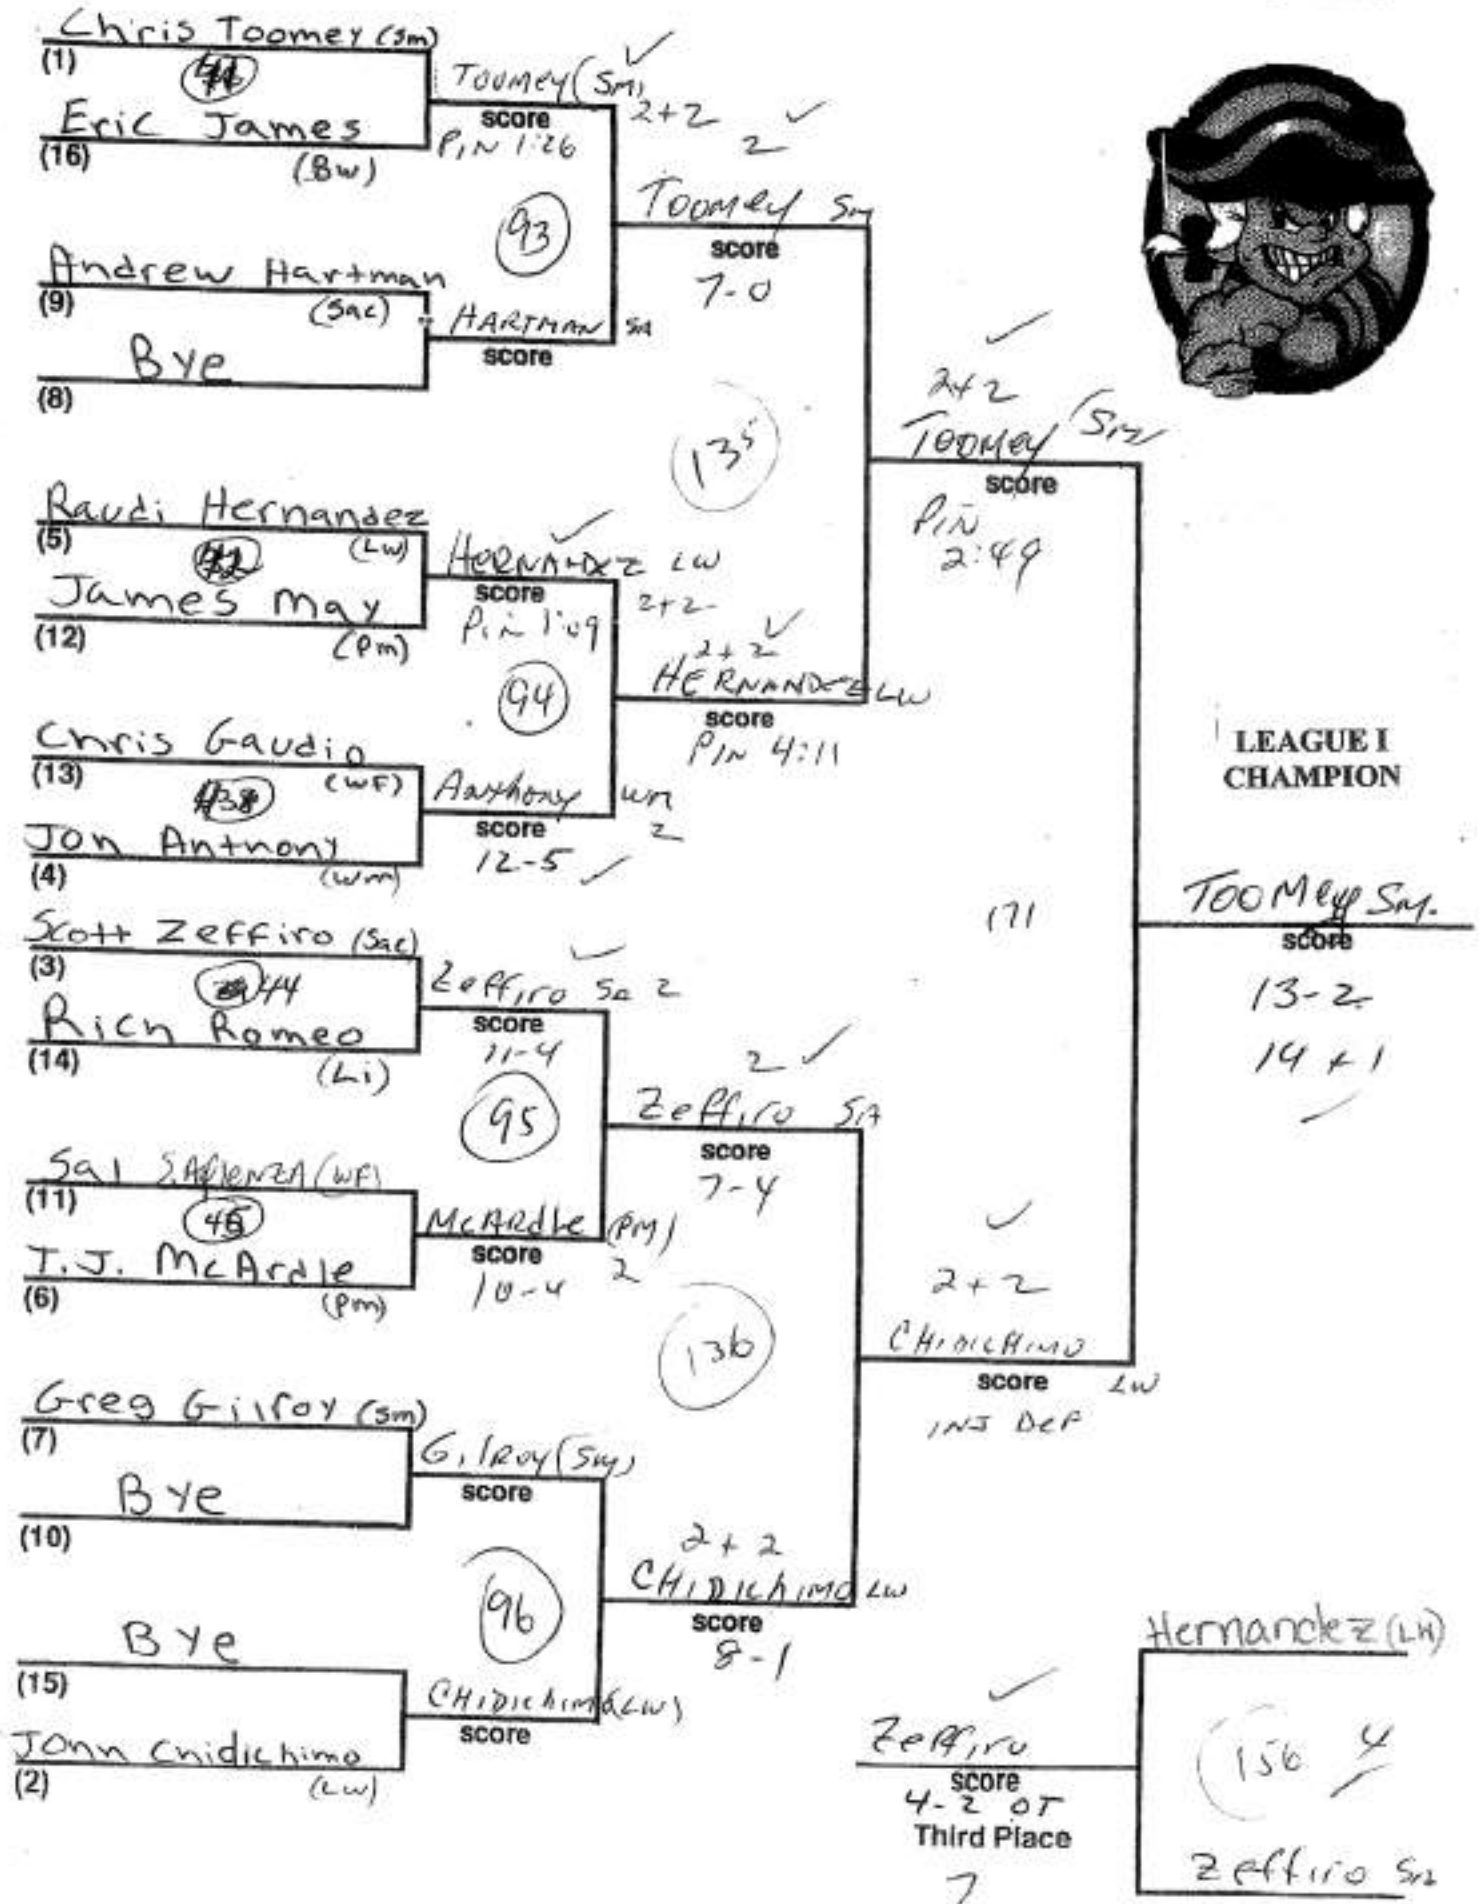 Chris Toomey (Sm)
(1)
Eric James
(16)
(Bw)
Toomey (Sm)
score
Pin 1:26
2+2
93
Andrew Hartman
(9)
(Sac)
Bye
(8)
HARTMAN SA
score
2
Toomey Sm
score
7-0
135
Raudi Hernandez
(5)
(LW)
James May
(12)
(Pm)
HERNANDEZ LW
score
Pin 1:09
2+2
94
Chris Gaudio
(13)
(WF)
Jon Anthony
(4)
(Wm)
Anthony Wm
score
2
12-5
2+2
HERNANDEZ LW
score
PIN 4:11
2+2
TOOMEY (Sm)
score
PIN
2:49
Scott Zeffiro (Sac)
(3)
44
Rich Romeo
(14)
(Li)
Zeffiro Sa 2
score
11-4
95
Sal SAPIENZA (WF)
(11)
45
T.J. McArdle
(6)
(Pm)
McARDLE (PM)
score
2
10-4
2
Zeffiro SA
score
7-4
136
Greg Gilroy (Sm)
(7)
Bye
(10)
Gilroy (Sm)
score
96
Bye
(15)
John Chidichimo
(2)
(LW)
CHIDICHIMO (LW)
score
2+2
CHIDICHIMO LW
score
8-1
2+2
CHIDICHIMO
score
LW
INJ DEF
171
LEAGUE I
CHAMPION
TOOMEY SM.
score
13-2
14+1
Hernandez (LW)
156
4
Zeffiro SA
Zeffiro
score
4-2 OT
Third Place
7